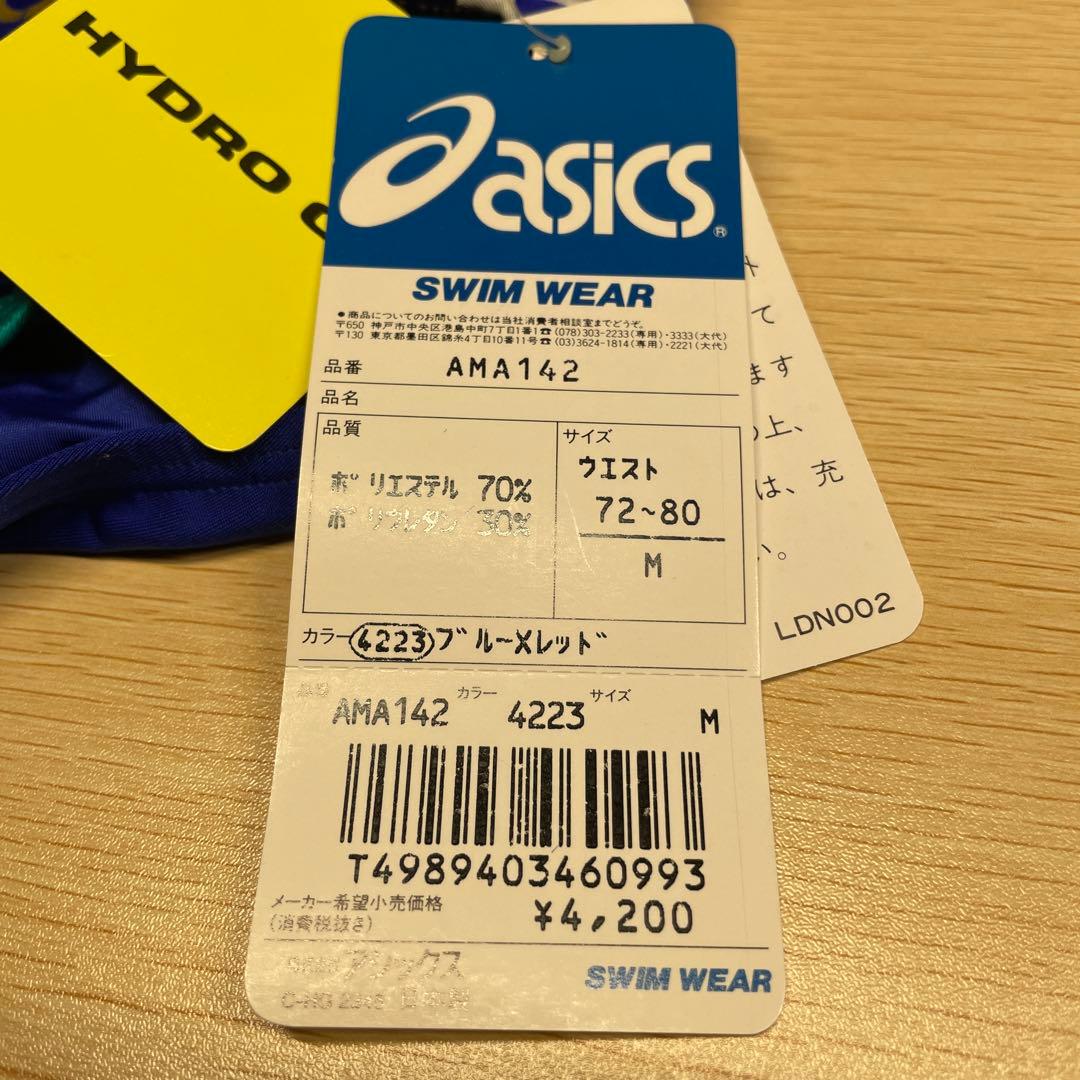 HYDRO
asics
®
SWIM WEAR
●商品についてのお問い合わせは当社消費者相談室までどうぞ。
〒650 神戸市中央区港島中町7丁目1番1☎(078)303-2233(専用)・3333(大代)
〒130 東京都墨田区錦糸4丁目10番11号☎(03)3624-1814(専用)・2221(大代)
品番 AMA142
品名
品質
サイズ
ポリエステル 70%
ポリウレタン 30%
ウエスト
72~80
M
カラー 4223 ブルーXレッド
品番 AMA142 カラー 4223 サイズ M
T4989403460993
メーカー希望小売価格
(消費税抜き)
¥4,200
株式会社 アシックス
SWIM WEAR
て
ます
上、
は、充
い。
LDN002